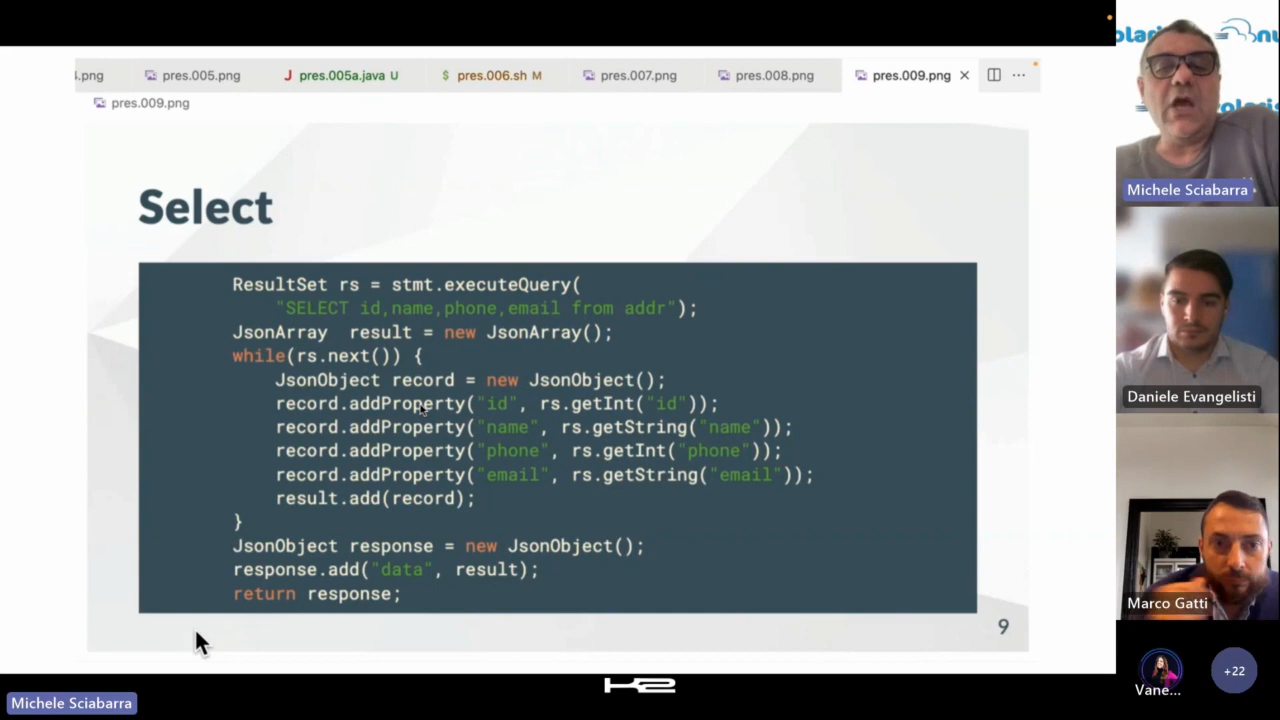 .png
pres.005.png
J pres.005a.java U
$ pres.006.sh M
pres.007.png
pres.008.png
pres.009.png
pres.009.png
Select
ResultSet rs = stmt.executeQuery(
"SELECT id,name,phone,email from addr");
JsonArray  result = new JsonArray();
while(rs.next()) {
JsonObject record = new JsonObject();
record.addProperty("id", rs.getInt("id"));
record.addProperty("name", rs.getString("name"));
record.addProperty("phone", rs.getInt("phone"));
record.addProperty("email", rs.getString("email"));
result.add(record);
}
JsonObject response = new JsonObject();
response.add("data", result);
return response;
9
K2
Michele Sciabarra
Michele Sciabarra
Daniele Evangelisti
Marco Gatti
Vane...
+22